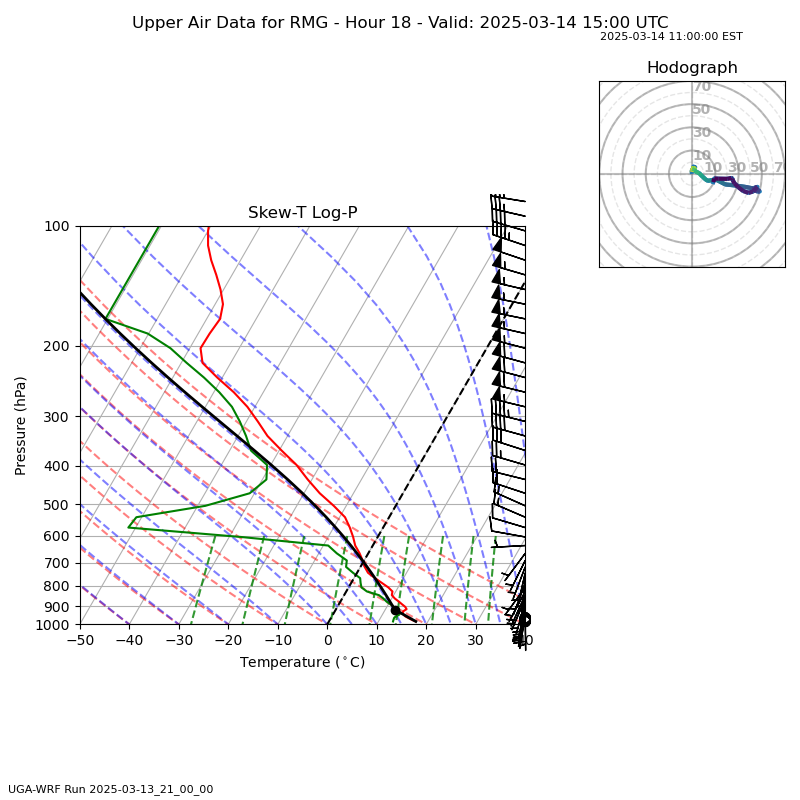 Upper Air Data for RMG - Hour 18 - Valid: 2025-03-14 15:00 UTC
2025-03-14 11:00:00 EST
Hodograph
70
50
30
10
10 30 50 70
Skew-T Log-P
100
200
300
400
500
600
700
800
900
1000
Pressure (hPa)
−50 −40 −30 −20 −10 0 10 20 30 40
Temperature (°C)
UGA-WRF Run 2025-03-13_21_00_00